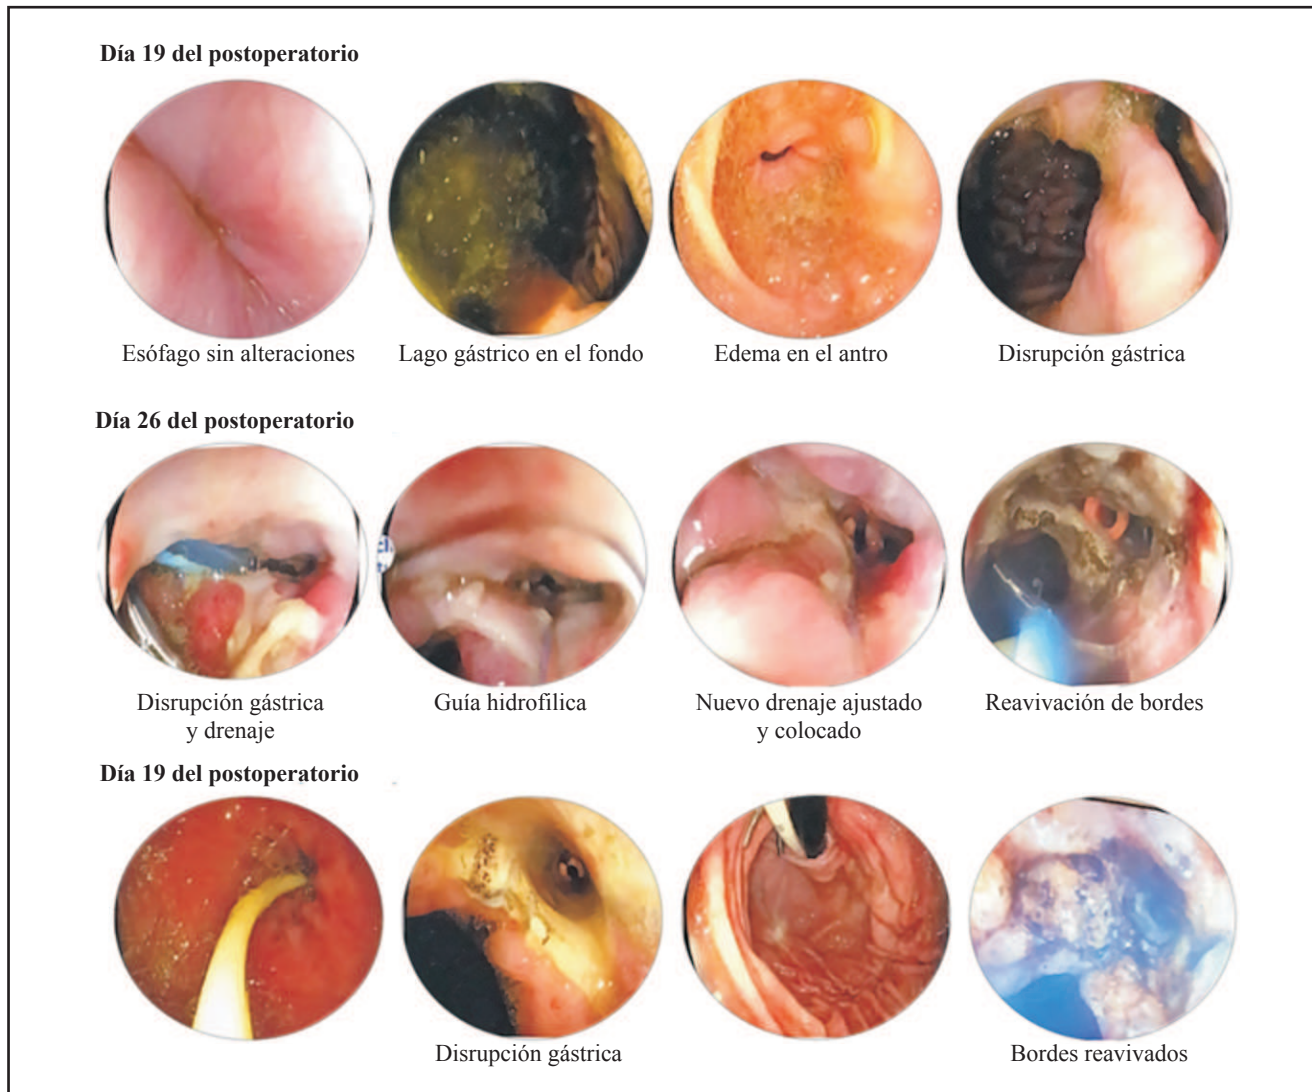 Día 19 del postoperatorio
Esófago sin alteraciones
Lago gástrico en el fondo
Edema en el antro
Disrupción gástrica
Día 26 del postoperatorio
Disrupción gástrica
y drenaje
Guía hidrofílica
Nuevo drenaje ajustado
y colocado
Reavivación de bordes
Día 19 del postoperatorio
Disrupción gástrica
Bordes reavivados